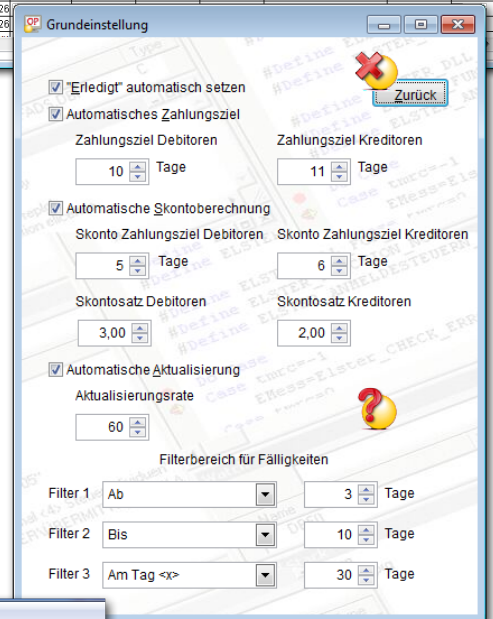 26
26
OP Grundeinstellung
"Erledigt" automatisch setzen
Zurück
Automatisches Zahlungsziel
Zahlungsziel Debitoren Zahlungsziel Kreditoren
10 Tage 11 Tage
Automatische Skontoberechnung
Skonto Zahlungsziel Debitoren Skonto Zahlungsziel Kreditoren
5 Tage 6 Tage
Skontosatz Debitoren Skontosatz Kreditoren
3,00 2,00
Automatische Aktualisierung
Aktualisierungsrate
60
Filterbereich für Fälligkeiten
Filter 1 Ab 3 Tage
Filter 2 Bis 10 Tage
Filter 3 Am Tag <x> 30 Tage